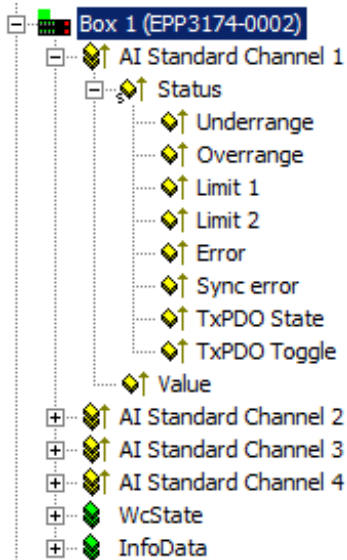 Box 1 (EPP3174-0002)
AI Standard Channel 1
Status
Underrange
Overrange
Limit 1
Limit 2
Error
Sync error
TxPDO State
TxPDO Toggle
Value
AI Standard Channel 2
AI Standard Channel 3
AI Standard Channel 4
WcState
InfoData